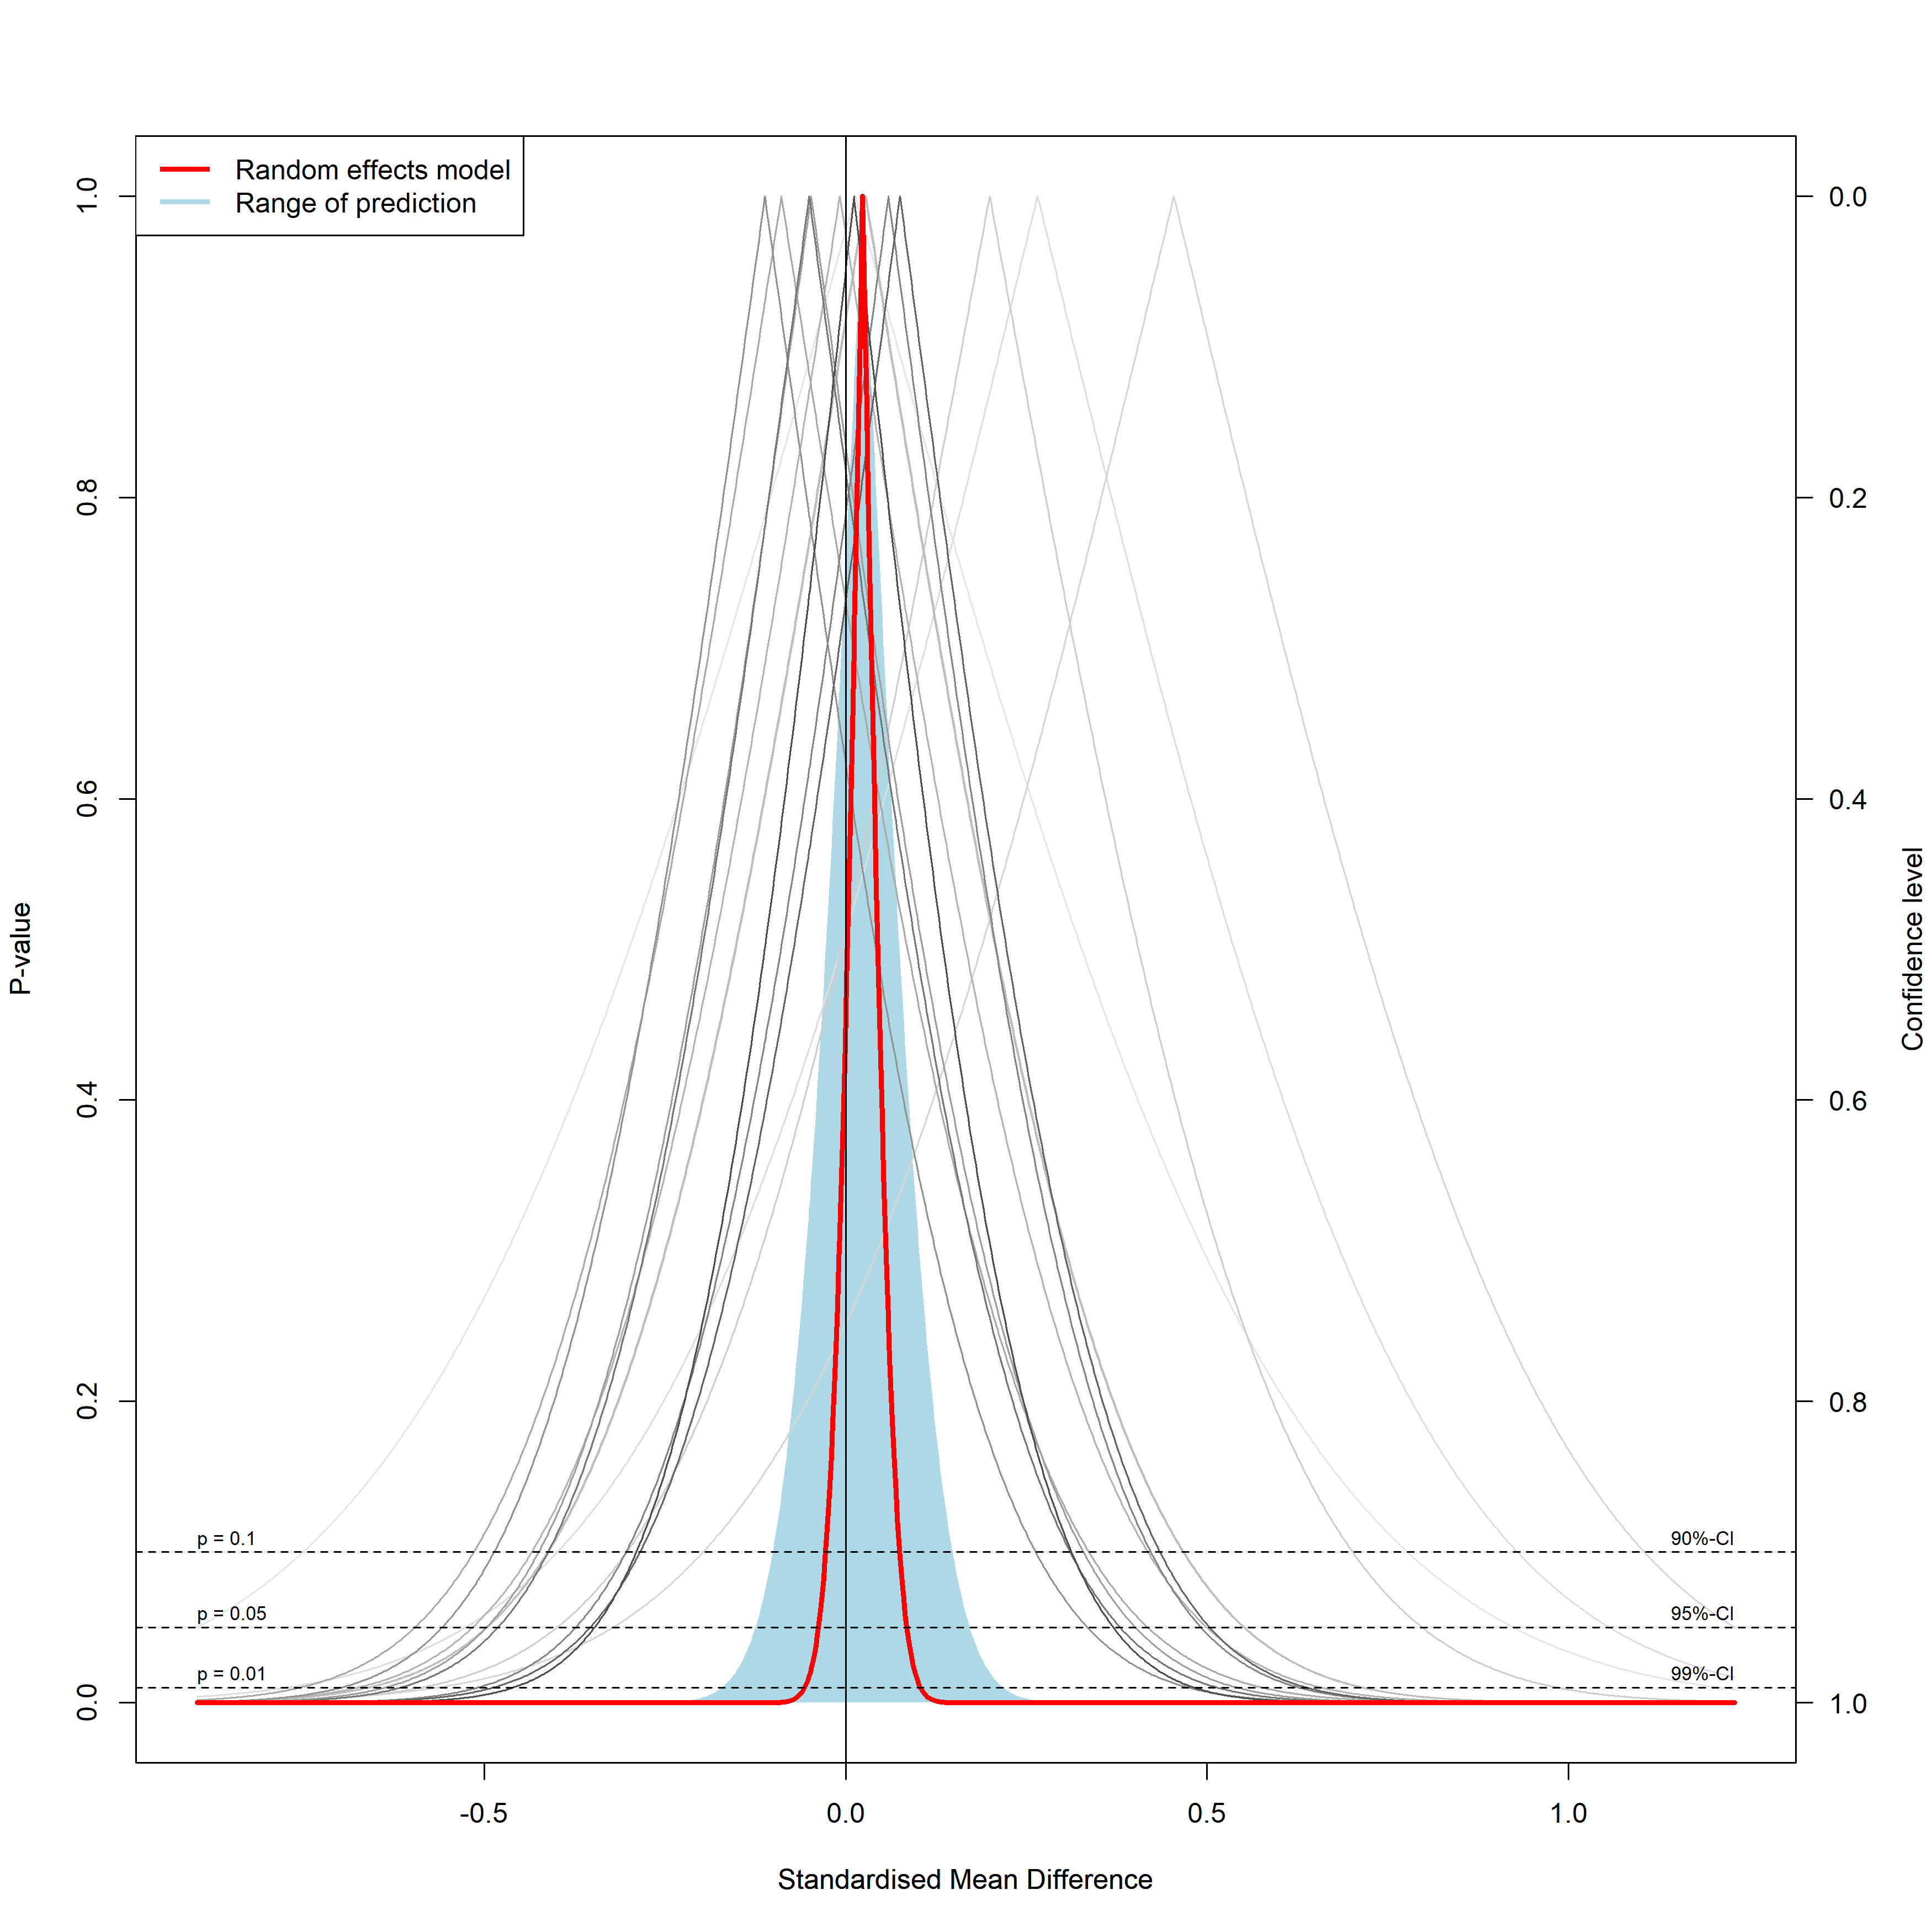 Random effects model
Range of prediction
1.0
0.8
0.6
0.4
0.2
0.0
P-value
0.0
0.2
0.4
0.6
0.8
1.0
Confidence level
p = 0.1
90%-CI
p = 0.05
95%-CI
p = 0.01
99%-CI
-0.5
0.0
0.5
1.0
Standardised Mean Difference